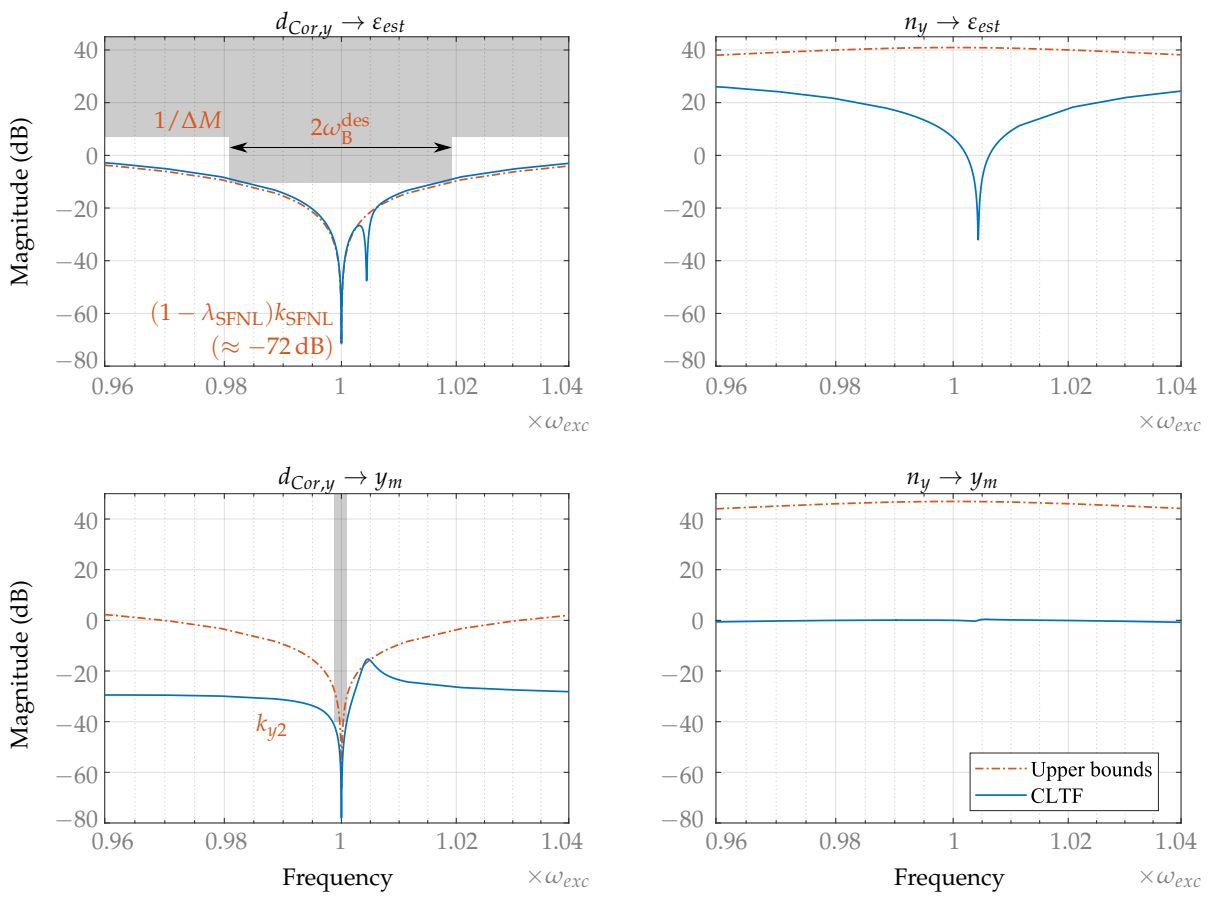 d_{Cor,y} → ε_{est}
Magnitude (dB)
40
20
0
−20
−40
−60
−80
1/ΔM
2ω_B^{des}
(1 − λ_{SFNL})k_{SFNL}
(≈ −72 dB)
0.96 0.98 1 1.02 1.04
×ω_{exc}
n_y → ε_{est}
40
20
0
−20
−40
−60
−80
0.96 0.98 1 1.02 1.04
×ω_{exc}
d_{Cor,y} → y_m
Magnitude (dB)
40
20
0
−20
−40
−60
−80
k_{y2}
0.96 0.98 1 1.02 1.04
Frequency ×ω_{exc}
n_y → y_m
40
20
0
−20
−40
−60
−80
Upper bounds
CLTF
0.96 0.98 1 1.02 1.04
Frequency ×ω_{exc}